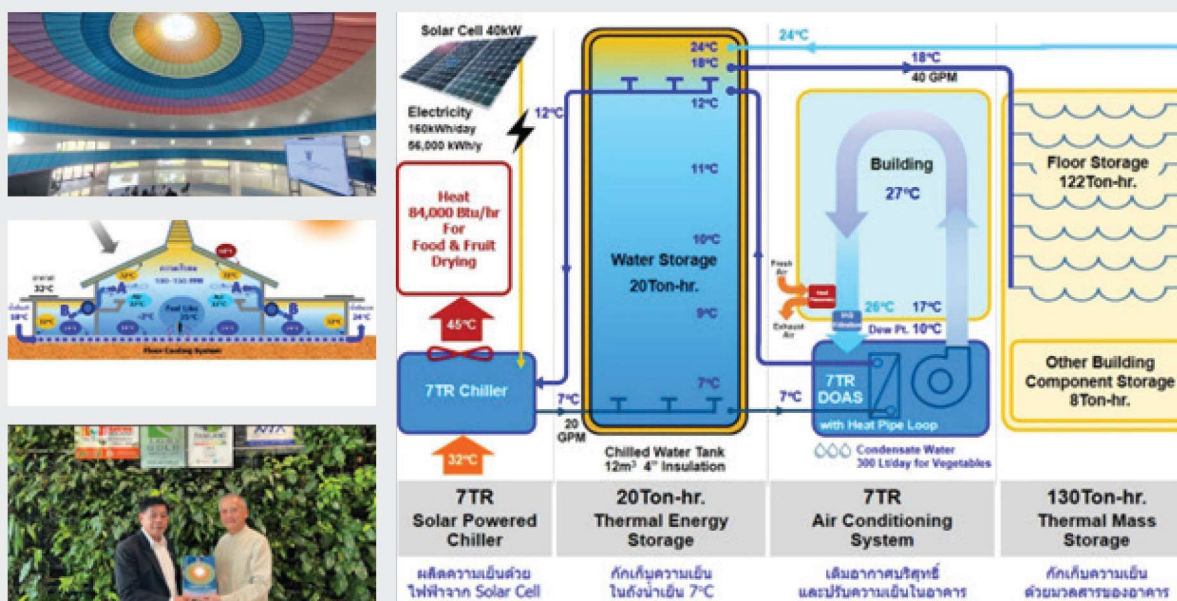 Solar Cell 40kW
Electricity
160kWh/day
56,000 kWh/y
12°C
Heat
84,000 Btu/hr
For
Food & Fruit
Drying
45°C
7TR Chiller
32°C
7°C
20
GPM
24°C
18°C
12°C
11°C
10°C
Water Storage
20Ton-hr.
9°C
7°C
Chilled Water Tank
12m³ 4" Insulation
24°C
18°C
40 GPM
Building
27°C
Fresh
Air
Exhaust
Air
26°C
17°C
Dew Pt. 10°C
7°C
7TR
DOAS
with Heat Pipe Loop
Condensate Water
300 Lt/day for Vegetables
Floor Storage
122Ton-hr.
Other Building
Component Storage
8Ton-hr.
7TR
Solar Powered
Chiller
20Ton-hr.
Thermal Energy
Storage
7TR
Air Conditioning
System
130Ton-hr.
Thermal Mass
Storage
ผลิตความเย็นด้วย
ไฟฟ้าจาก Solar Cell
กักเก็บความเย็น
ในถังน้ำเย็น 7°C
เติมอากาศบริสุทธิ์
และปรับความเย็นในอาคาร
กักเก็บความเย็น
ด้วยมวลสารของอาคาร
32°C
A
A
B
B
Feel Like
18°C
24°C
Floor Cooling System